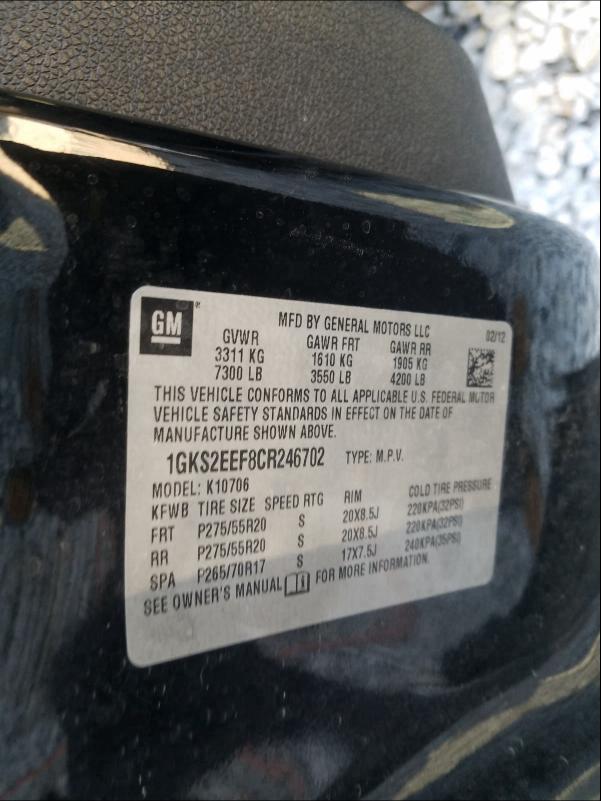 GM ®
MFD BY GENERAL MOTORS LLC
02/12
GVWR GAWR FRT GAWR RR
3311 KG 1610 KG 1905 KG
7300 LB 3550 LB 4200 LB
THIS VEHICLE CONFORMS TO ALL APPLICABLE U.S. FEDERAL MOTOR
VEHICLE SAFETY STANDARDS IN EFFECT ON THE DATE OF
MANUFACTURE SHOWN ABOVE.
1GKS2EEF8CR246702 TYPE: M.P.V.
MODEL: K10706
KFWB TIRE SIZE SPEED RTG RIM COLD TIRE PRESSURE
FRT P275/55R20 S 20X8.5J 220KPA(32PSI)
RR P275/55R20 S 20X8.5J 220KPA(32PSI)
SPA P265/70R17 S 17X7.5J 240KPA(35PSI)
SEE OWNER'S MANUAL FOR MORE INFORMATION.